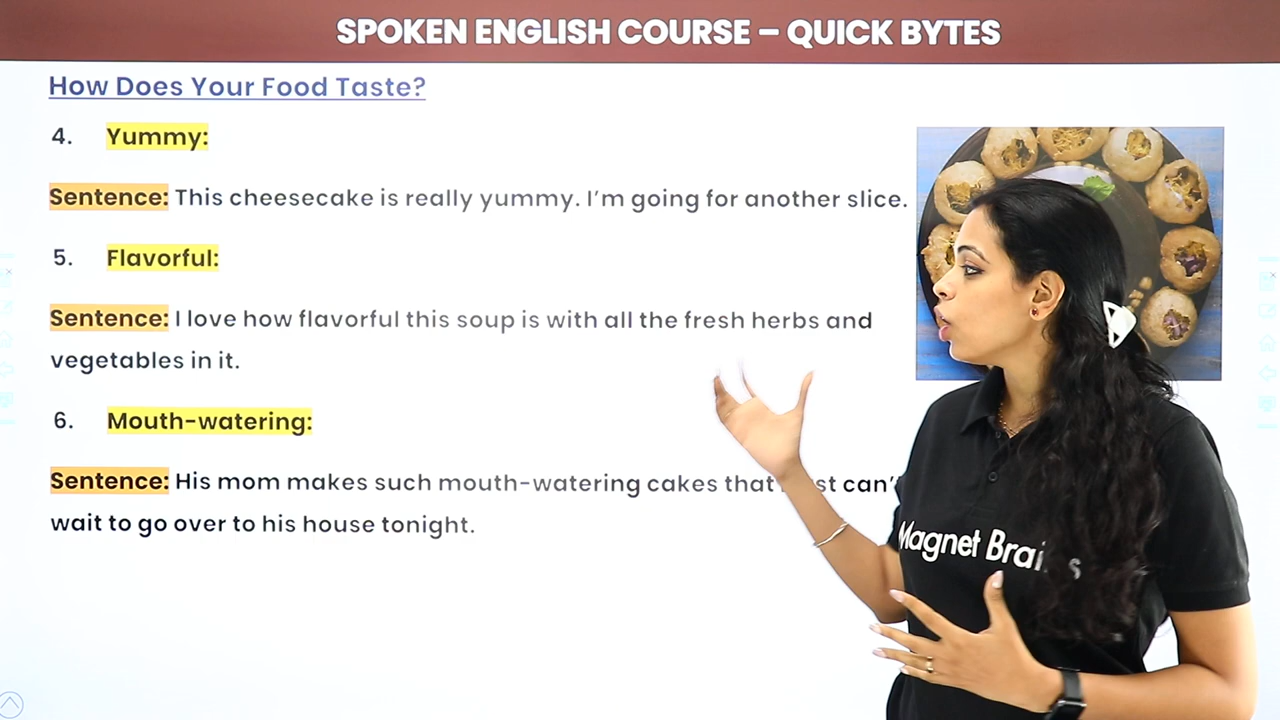 SPOKEN ENGLISH COURSE – QUICK BYTES
How Does Your Food Taste?
4. Yummy:
Sentence: This cheesecake is really yummy. I’m going for another slice.
5. Flavorful:
Sentence: I love how flavorful this soup is with all the fresh herbs and
vegetables in it.
6. Mouth-watering:
Sentence: His mom makes such mouth-watering cakes that
wait to go over to his house tonight.
Magnet